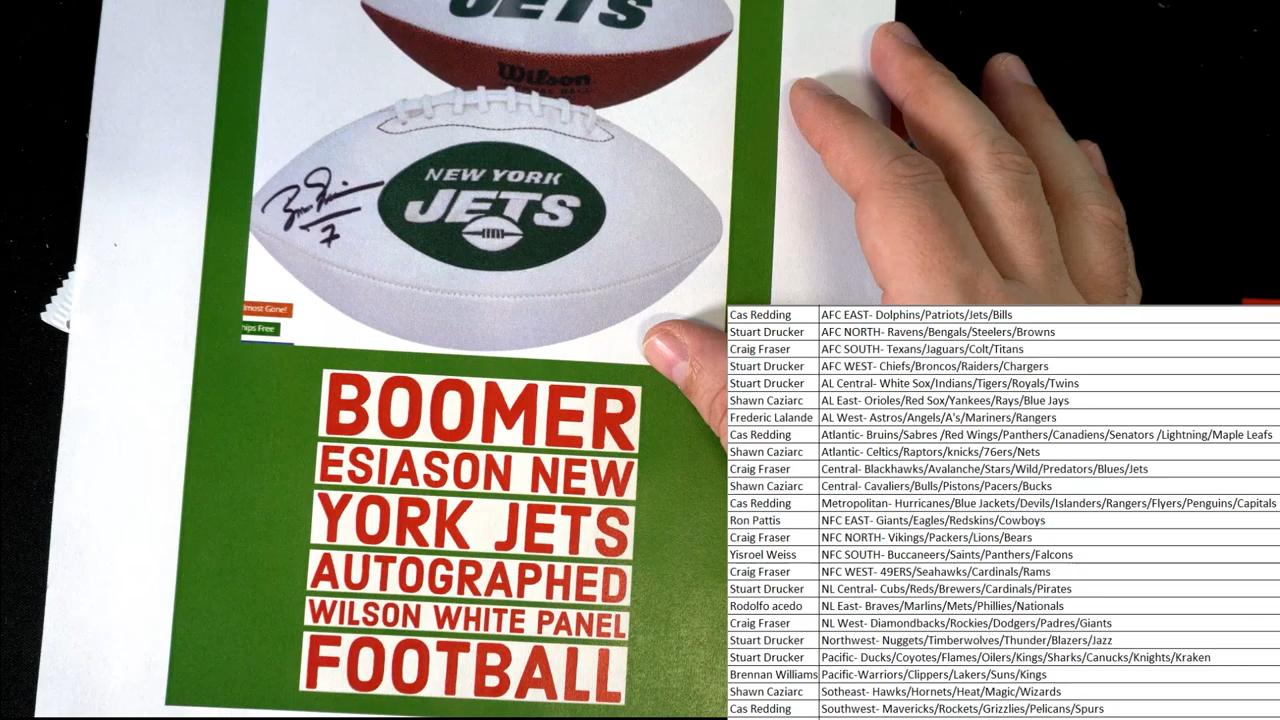 JETS
Wilson
NEW YORK
JETS
7
lmost Gone!
hips Free
BOOMER
ESIASON NEW
YORK JETS
AUTOGRAPHED
WILSON WHITE PANEL
FOOTBALL
Cas Redding AFC EAST- Dolphins/Patriots/Jets/Bills
Stuart Drucker AFC NORTH- Ravens/Bengals/Steelers/Browns
Craig Fraser AFC SOUTH- Texans/Jaguars/Colt/Titans
Stuart Drucker AFC WEST- Chiefs/Broncos/Raiders/Chargers
Stuart Drucker AL Central- White Sox/Indians/Tigers/Royals/Twins
Shawn Caziarc AL East- Orioles/Red Sox/Yankees/Rays/Blue Jays
Frederic Lalande AL West- Astros/Angels/A's/Mariners/Rangers
Cas Redding Atlantic- Bruins/Sabres /Red Wings/Panthers/Canadiens/Senators /Lightning/Maple Leafs
Shawn Caziarc Atlantic- Celtics/Raptors/knicks/76ers/Nets
Craig Fraser Central- Blackhawks/Avalanche/Stars/Wild/Predators/Blues/Jets
Shawn Caziarc Central- Cavaliers/Bulls/Pistons/Pacers/Bucks
Cas Redding Metropolitan- Hurricanes/Blue Jackets/Devils/Islanders/Rangers/Flyers/Penguins/Capitals
Ron Pattis NFC EAST- Giants/Eagles/Redskins/Cowboys
Craig Fraser NFC NORTH- Vikings/Packers/Lions/Bears
Yisroel Weiss NFC SOUTH- Buccaneers/Saints/Panthers/Falcons
Craig Fraser NFC WEST- 49ERS/Seahawks/Cardinals/Rams
Stuart Drucker NL Central- Cubs/Reds/Brewers/Cardinals/Pirates
Rodolfo acedo NL East- Braves/Marlins/Mets/Phillies/Nationals
Craig Fraser NL West- Diamondbacks/Rockies/Dodgers/Padres/Giants
Stuart Drucker Northwest- Nuggets/Timberwolves/Thunder/Blazers/Jazz
Stuart Drucker Pacific- Ducks/Coyotes/Flames/Oilers/Kings/Sharks/Canucks/Knights/Kraken
Brennan Williams Pacific-Warriors/Clippers/Lakers/Suns/Kings
Shawn Caziarc Sotheast- Hawks/Hornets/Heat/Magic/Wizards
Cas Redding Southwest- Mavericks/Rockets/Grizzlies/Pelicans/Spurs